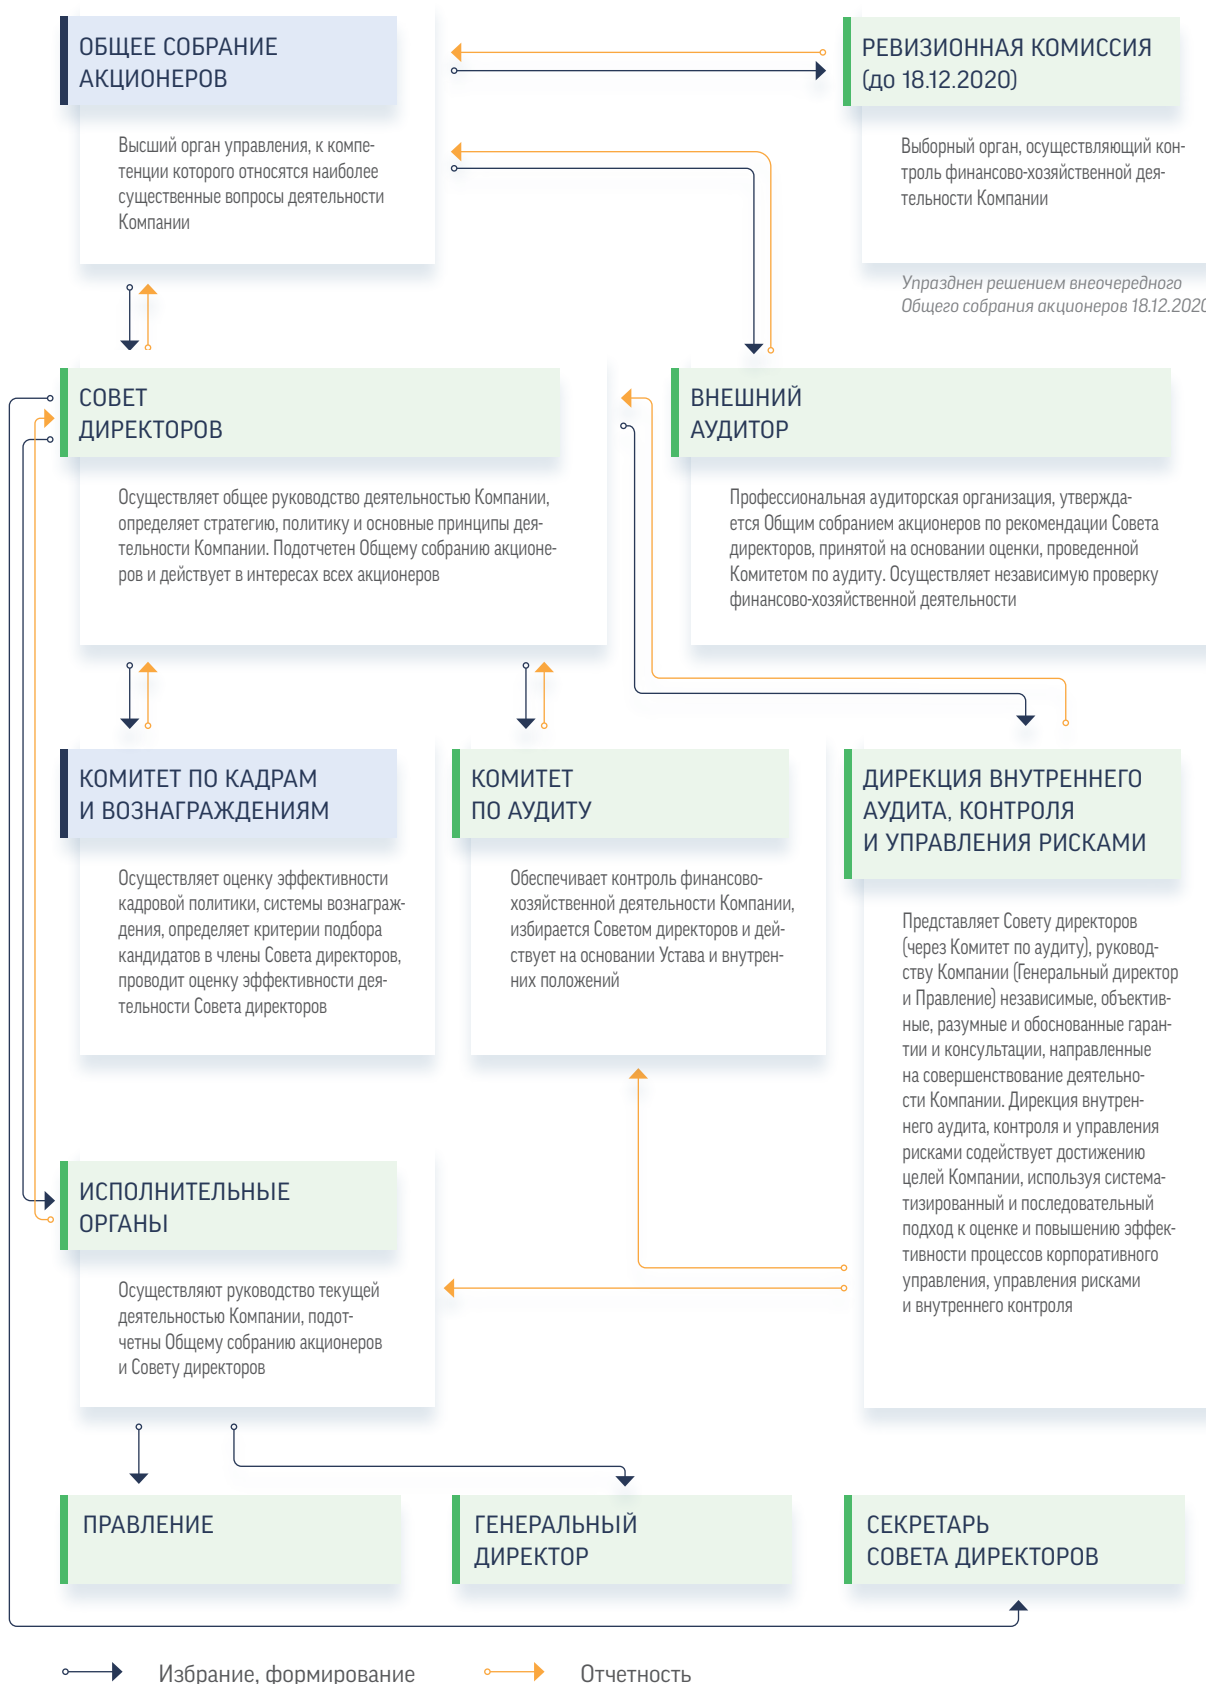 ОБЩЕЕ СОБРАНИЕ
АКЦИОНЕРОВ
Высший орган управления, к компе-
тенции которого относятся наиболее
существенные вопросы деятельности
Компании
РЕВИЗИОННАЯ КОМИССИЯ
(до 18.12.2020)
Выборный орган, осуществляющий кон-
троль финансово-хозяйственной дея-
тельности Компании
Упразднен решением внеочередного
Общего собрания акционеров 18.12.2020
СОВЕТ
ДИРЕКТОРОВ
Осуществляет общее руководство деятельностью Компании,
определяет стратегию, политику и основные принципы дея-
тельности Компании. Подотчетен Общему собранию акционе-
ров и действует в интересах всех акционеров
ВНЕШНИЙ
АУДИТОР
Профессиональная аудиторская организация, утвержда-
ется Общим собранием акционеров по рекомендации Совета
директоров, принятой на основании оценки, проведенной
Комитетом по аудиту. Осуществляет независимую проверку
финансово-хозяйственной деятельности
КОМИТЕТ ПО КАДРАМ
И ВОЗНАГРАЖДЕНИЯМ
Осуществляет оценку эффективности
кадровой политики, системы вознаграж-
дения, определяет критерии подбора
кандидатов в члены Совета директоров,
проводит оценку эффективности дея-
тельности Совета директоров
КОМИТЕТ
ПО АУДИТУ
Обеспечивает контроль финансово-
хозяйственной деятельности Компании,
избирается Советом директоров и дей-
ствует на основании Устава и внутрен-
них положений
ДИРЕКЦИЯ ВНУТРЕННЕГО
АУДИТА, КОНТРОЛЯ
И УПРАВЛЕНИЯ РИСКАМИ
Представляет Совету директоров
(через Комитет по аудиту), руковод-
ству Компании (Генеральный директор
и Правление) независимые, объектив-
ные, разумные и обоснованные гаран-
тии и консультации, направленные
на совершенствование деятельно-
сти Компании. Дирекция внутрен-
него аудита, контроля и управления
рисками содействует достижению
целей Компании, используя система-
тизированный и последовательный
подход к оценке и повышению эффек-
тивности процессов корпоративного
управления, управления рисками
и внутреннего контроля
ИСПОЛНИТЕЛЬНЫЕ
ОРГАНЫ
Осуществляют руководство текущей
деятельностью Компании, подот-
четны Общему собранию акционеров
и Совету директоров
ПРАВЛЕНИЕ
ГЕНЕРАЛЬНЫЙ
ДИРЕКТОР
СЕКРЕТАРЬ
СОВЕТА ДИРЕКТОРОВ
Избрание, формирование
Отчетность